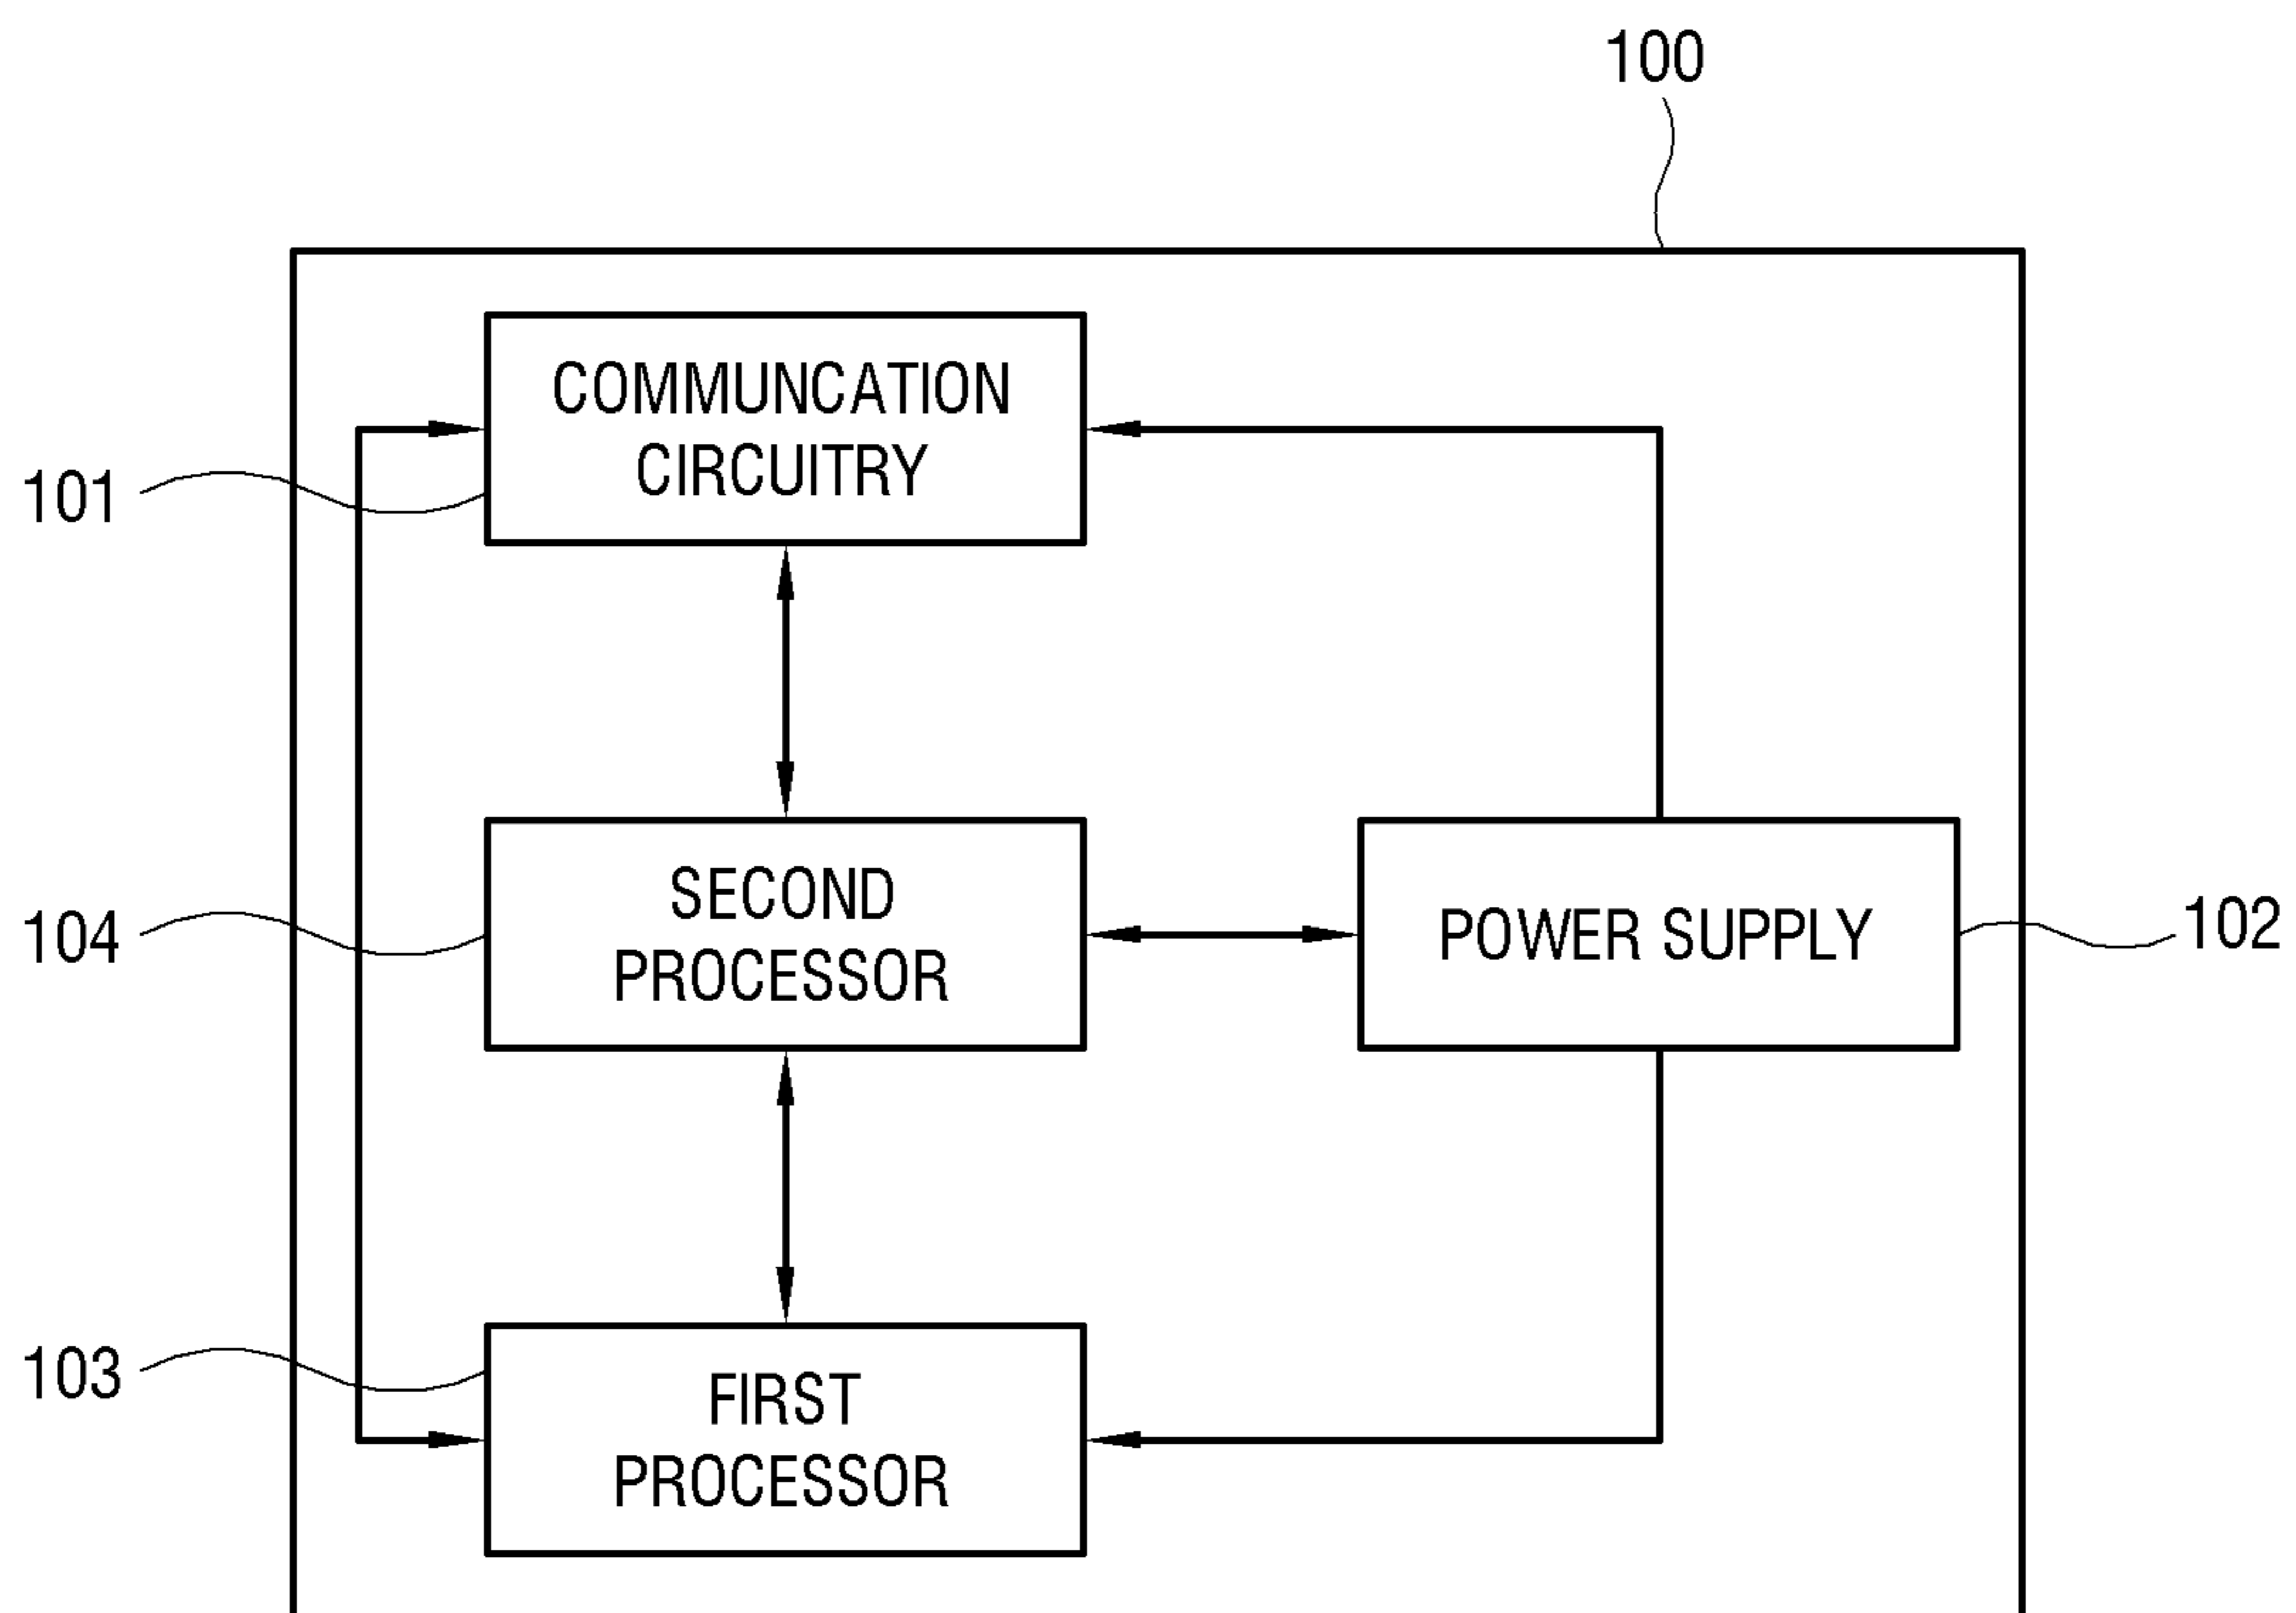 100
COMMUNCATION
CIRCUITRY
101
SECOND
PROCESSOR
104
POWER SUPPLY
102
FIRST
PROCESSOR
103